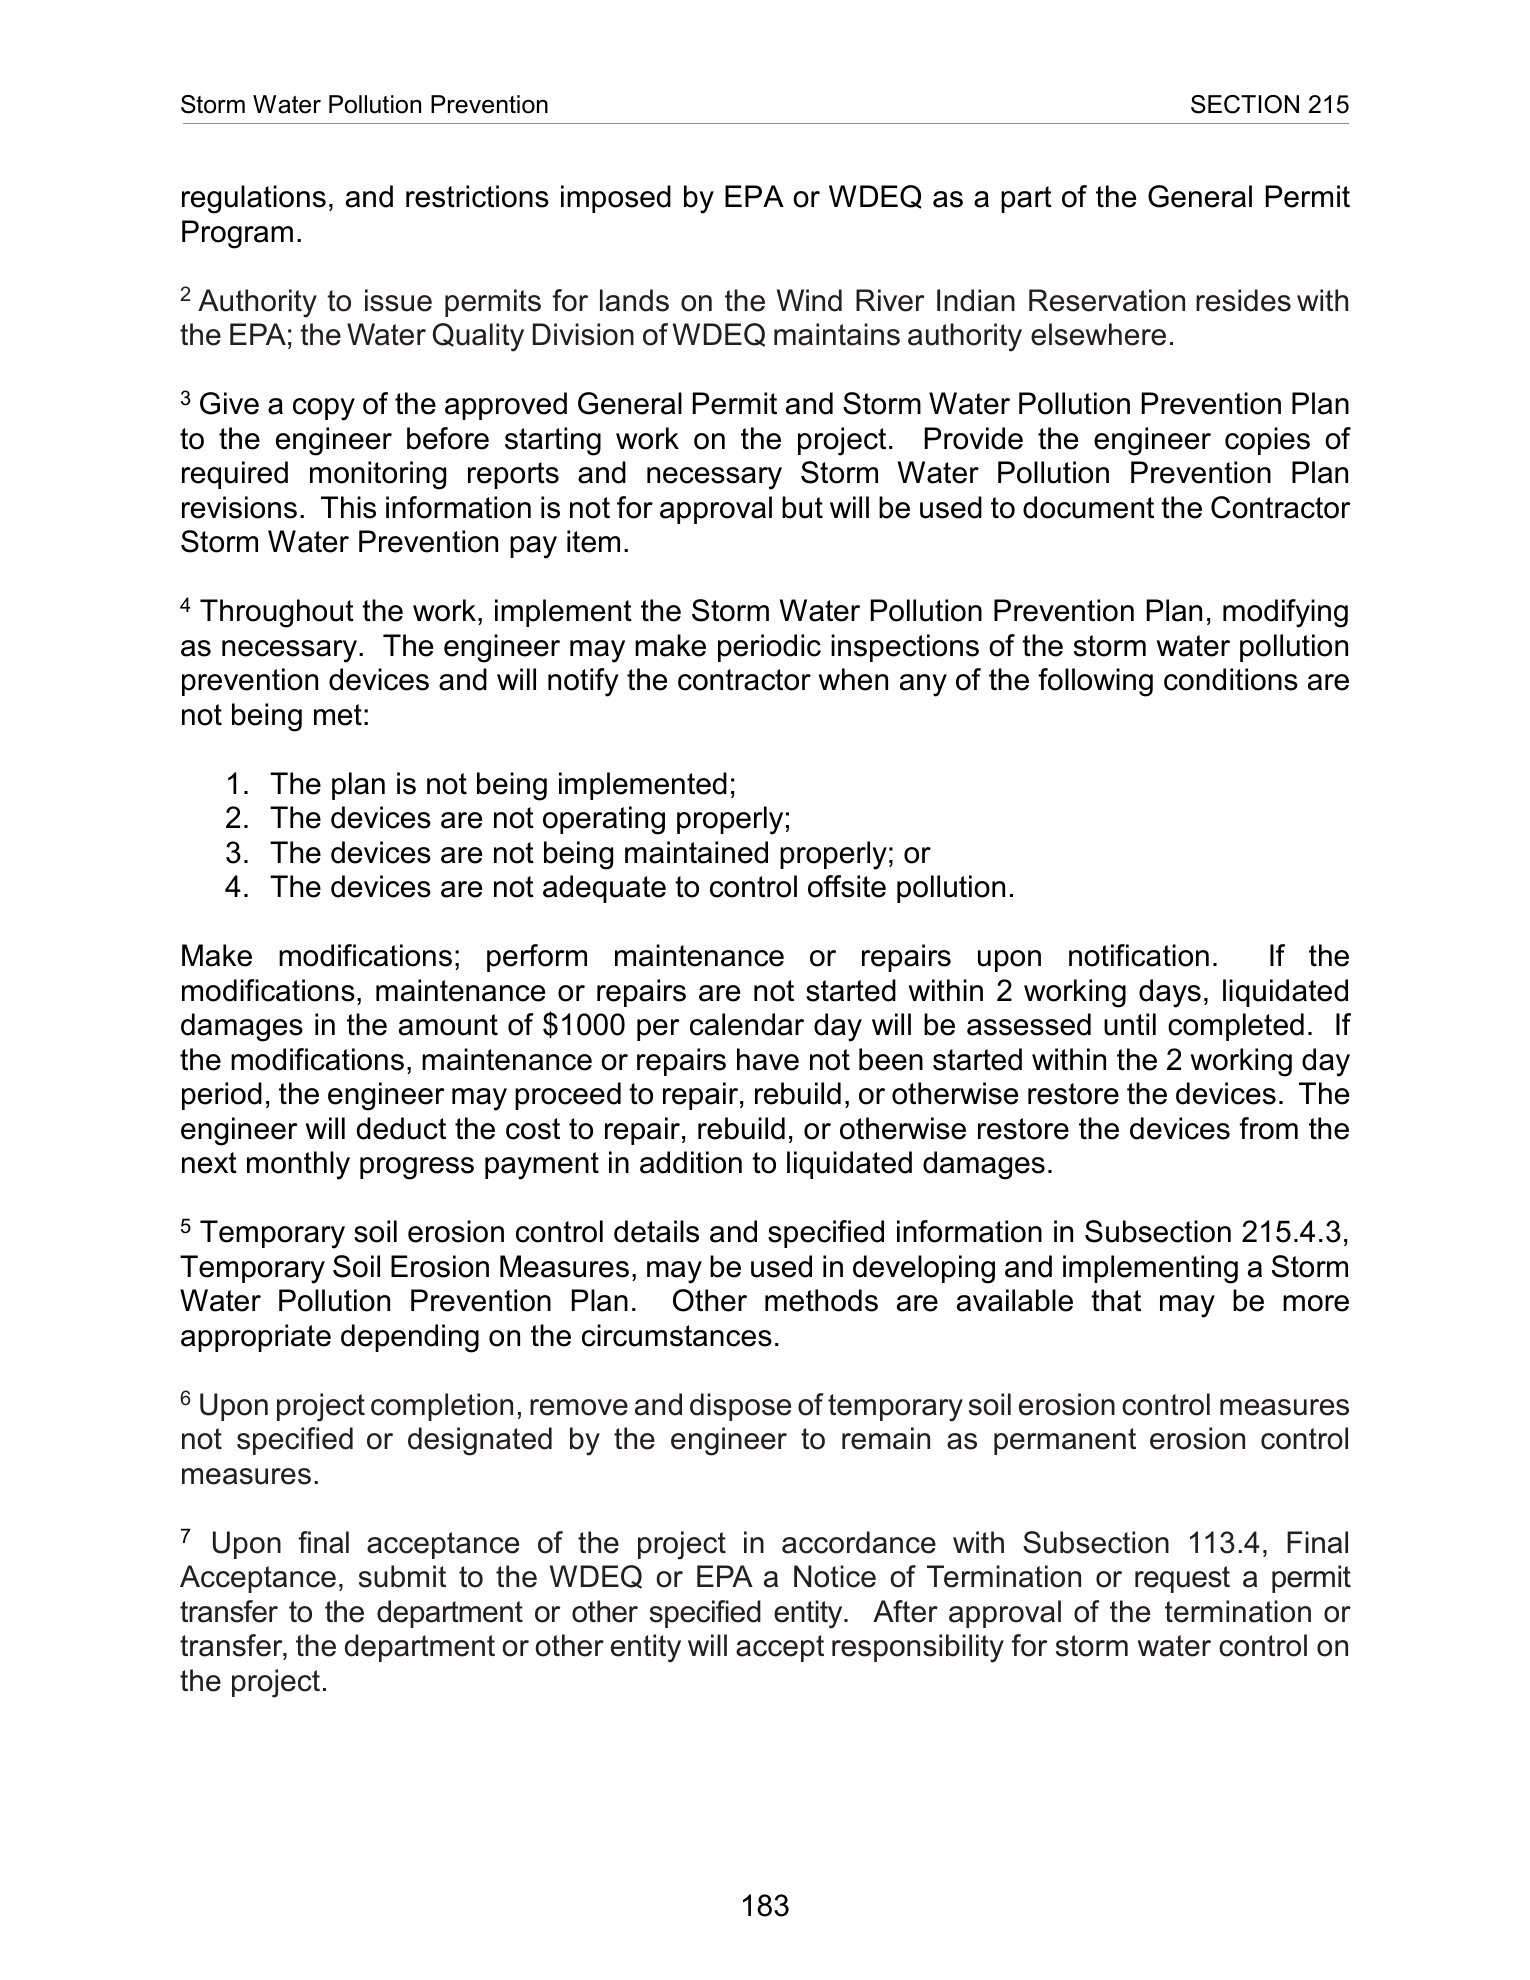 Storm Water Pollution Prevention SECTION 215
regulations, and restrictions imposed by EPA or WDEQ as a part of the General Permit
Program.
2 Authority to issue permits for lands on the Wind River Indian Reservation resides with
the EPA; the Water Quality Division of WDEQ maintains authority elsewhere.
3 Give a copy of the approved General Permit and Storm Water Pollution Prevention Plan
to the engineer before starting work on the project. Provide the engineer copies of
required monitoring reports and necessary Storm Water Pollution Prevention Plan
revisions. This information is not for approval but will be used to document the Contractor
Storm Water Prevention pay item.
4 Throughout the work, implement the Storm Water Pollution Prevention Plan, modifying
as necessary. The engineer may make periodic inspections of the storm water pollution
prevention devices and will notify the contractor when any of the following conditions are
not being met:
1. The plan is not being implemented;
2. The devices are not operating properly;
3. The devices are not being maintained properly; or
4. The devices are not adequate to control offsite pollution.
Make modifications; perform maintenance or repairs upon notification. If the
modifications, maintenance or repairs are not started within 2 working days, liquidated
damages in the amount of $1000 per calendar day will be assessed until completed. If
the modifications, maintenance or repairs have not been started within the 2 working day
period, the engineer may proceed to repair, rebuild, or otherwise restore the devices. The
engineer will deduct the cost to repair, rebuild, or otherwise restore the devices from the
next monthly progress payment in addition to liquidated damages.
5 Temporary soil erosion control details and specified information in Subsection 215.4.3,
Temporary Soil Erosion Measures, may be used in developing and implementing a Storm
Water Pollution Prevention Plan. Other methods are available that may be more
appropriate depending on the circumstances.
6 Upon project completion, remove and dispose of temporary soil erosion control measures
not specified or designated by the engineer to remain as permanent erosion control
measures.
7 Upon final acceptance of the project in accordance with Subsection 113.4, Final
Acceptance, submit to the WDEQ or EPA a Notice of Termination or request a permit
transfer to the department or other specified entity. After approval of the termination or
transfer, the department or other entity will accept responsibility for storm water control on
the project.
183